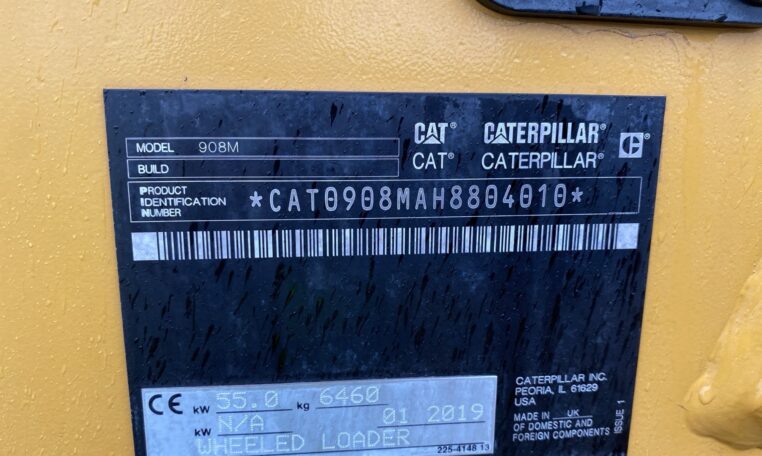 CAT® CATERPILLAR®
CAT® CATERPILLAR®
MODEL 908M
BUILD
PRODUCT
IDENTIFICATION
NUMBER
*CAT0908MAH8804010*
CE kW 55.0 kg 6460
kW N/A 01 2019
WHEELED LOADER
225-4148 13
CATERPILLAR INC.
PEORIA, IL 61629
USA
MADE IN UK
OF DOMESTIC AND
FOREIGN COMPONENTS
ISSUE 1